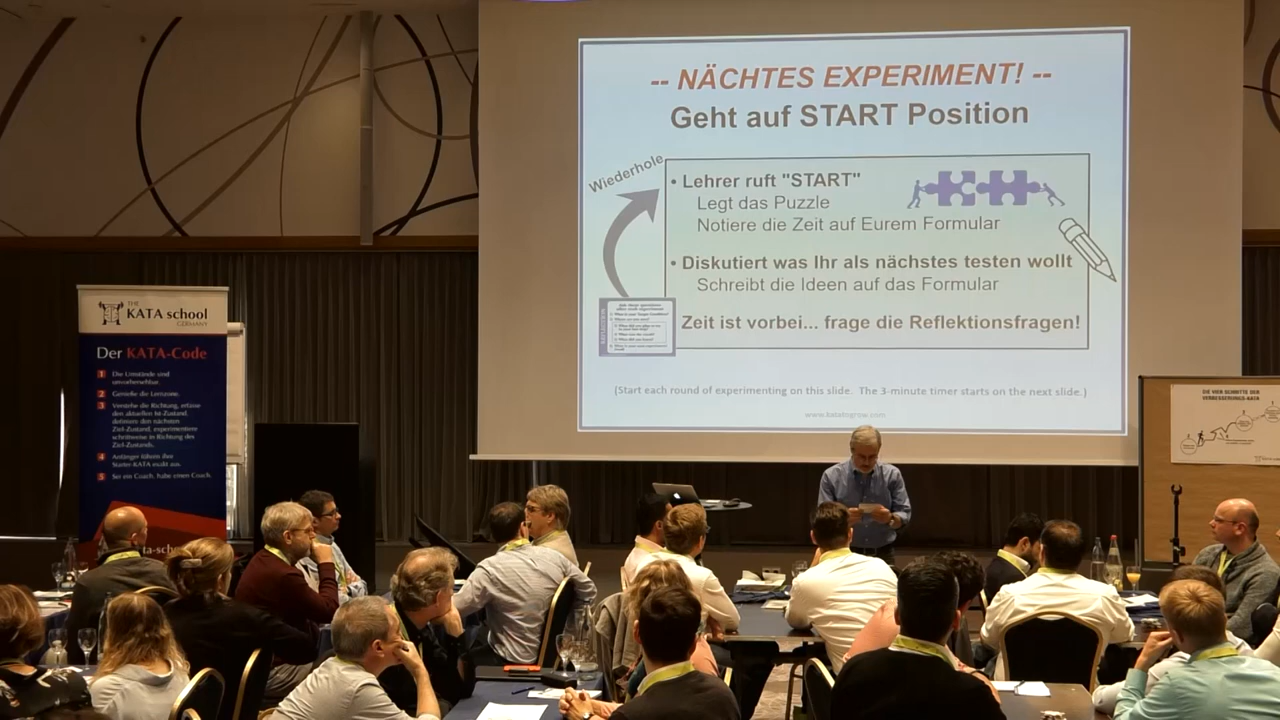 -- NÄCHTES EXPERIMENT! --
Geht auf START Position
Wiederhole
• Lehrer ruft "START"
Legt das Puzzle
Notiere die Zeit auf Eurem Formular
• Diskutiert was Ihr als nächstes testen wollt
Schreibt die Ideen auf das Formular
Zeit ist vorbei... frage die Reflektionsfragen!
(Start each round of experimenting on this slide. The 3-minute timer starts on the next slide.)
www.katatogrow.com
THE
KATA school
GERMANY
Der KATA-Code
1 Die Umstände sind
unvorhersehbar.
2 Genieße die Lernzone.
3 Verstehe die Richtung, erfasse
den aktuellen Ist-Zustand,
definiere den nächsten
Ziel-Zustand, experimentiere
schrittweise in Richtung des
Ziel-Zustands.
4 Anfänger führen ihre
Starter KATA exakt aus.
5 Sei ein Coach, habe einen Coach.
DIE VIER SCHRITTE DER
VERBESSERUNGS-KATA